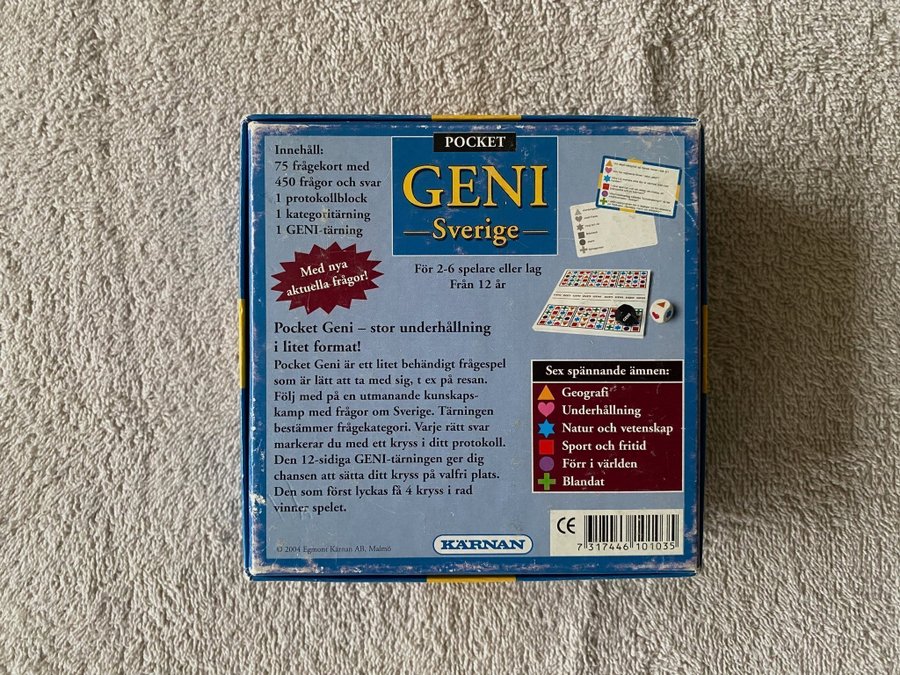 Innehåll:
75 frågekort med
450 frågor och svar
1 protokollblock
1 kategoritärning
1 GENI-tärning
Med nya
aktuella frågor!
POCKET
GENI
Sverige
För 2-6 spelare eller lag
Från 12 år
Pocket Geni – stor underhållning
i litet format!
Pocket Geni är ett litet behändigt frågespel
som är lätt att ta med sig, t ex på resan.
Följ med på en utmanande kunskaps-
kamp med frågor om Sverige. Tärningen
bestämmer frågekategori. Varje rätt svar
markerar du med ett kryss i ditt protokoll.
Den 12-sidiga GENI-tärningen ger dig
chansen att sätta ditt kryss på valfri plats.
Den som först lyckas få 4 kryss i rad
vinner spelet.
Sex spännande ämnen:
Geografi
Underhållning
Natur och vetenskap
Sport och fritid
Förr i världen
Blandat
© 2004 Egmont Kärnan AB, Malmö
KÄRNAN
CE
7 317446 101035